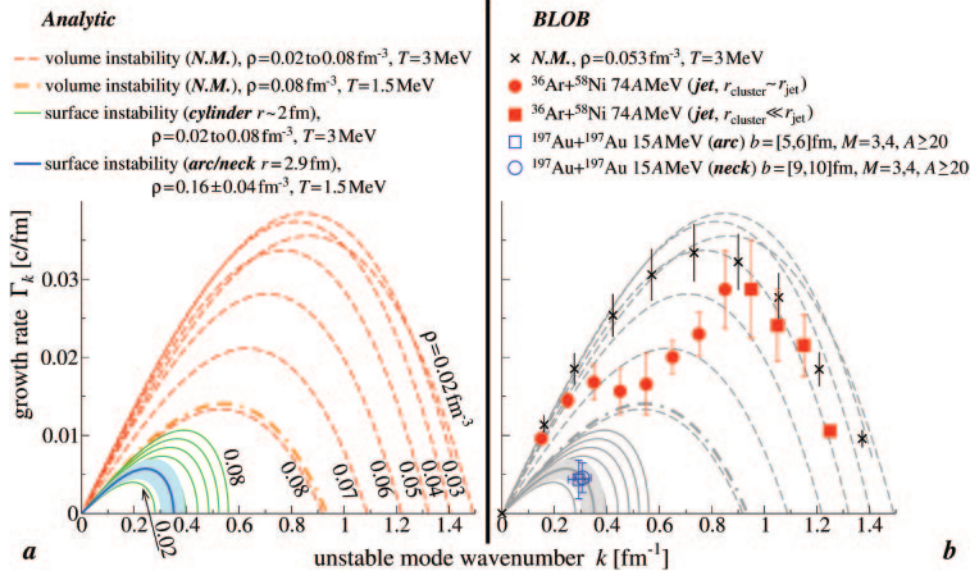 Analytic
volume instability (N.M.), ρ=0.02 to 0.08 fm⁻³, T=3 MeV
volume instability (N.M.), ρ=0.08 fm⁻³, T=1.5 MeV
surface instability (cylinder r~2 fm),
ρ=0.02 to 0.08 fm⁻³, T=3 MeV
surface instability (arc/neck r=2.9 fm),
ρ=0.16±0.04 fm⁻³, T=1.5 MeV
BLOB
N.M., ρ=0.053 fm⁻³, T=3 MeV
³⁶Ar+⁵⁸Ni 74 A MeV (jet, r_cluster~r_jet)
³⁶Ar+⁵⁸Ni 74 A MeV (jet, r_cluster≪r_jet)
¹⁹⁷Au+¹⁹⁷Au 15 A MeV (arc) b=[5,6]fm, M=3,4, A≥20
¹⁹⁷Au+¹⁹⁷Au 15 A MeV (neck) b=[9,10]fm, M=3,4, A≥20
growth rate Γ_k [c/fm]
0.03
0.02
0.01
0
ρ=0.02 fm⁻³
0.08
0.08
0.07
0.06
0.05
0.04
0.03
0.02
0 0.2 0.4 0.6 0.8 1 1.2 1.4
0 0.2 0.4 0.6 0.8 1 1.2 1.4
a
unstable mode wavenumber k [fm⁻¹]
b